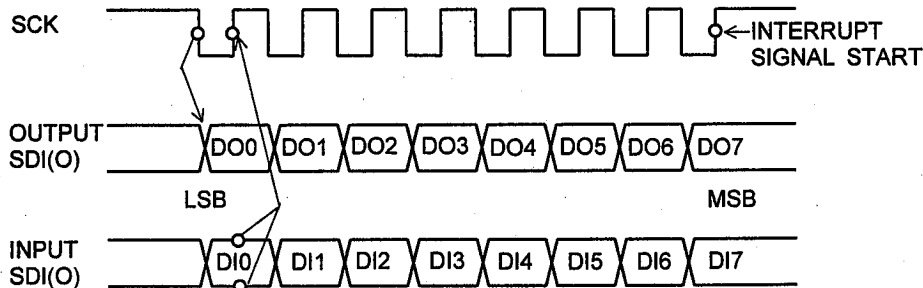 SCK
INTERRUPT
SIGNAL START
OUTPUT
SDI(O)
DO0 DO1 DO2 DO3 DO4 DO5 DO6 DO7
LSB MSB
INPUT
SDI(O)
DI0 DI1 DI2 DI3 DI4 DI5 DI6 DI7